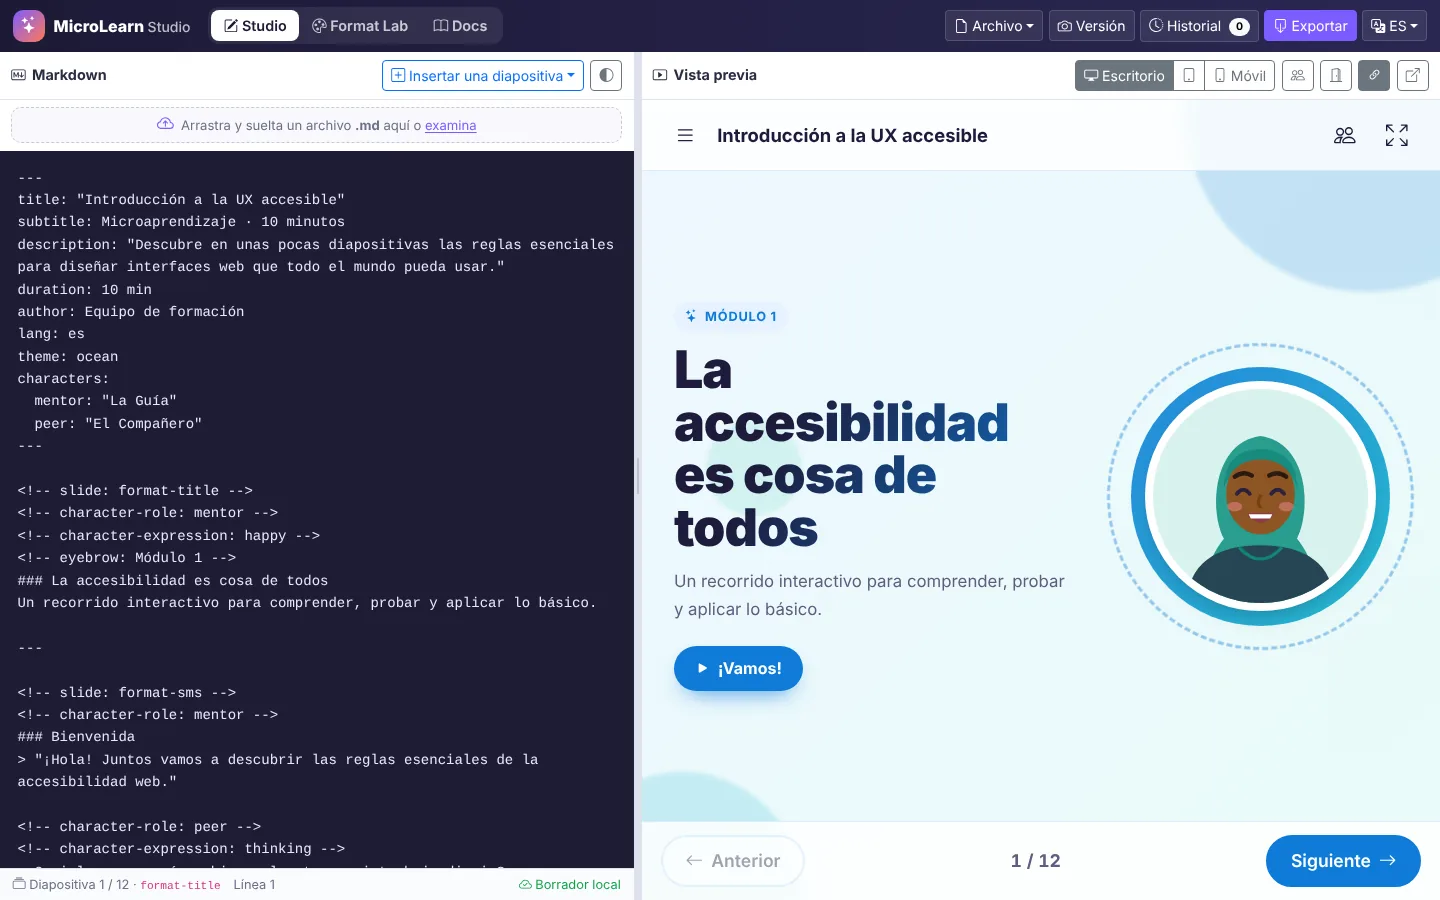 MicroLearn Studio
Studio
Format Lab
Docs
Archivo
Versión
Historial 0
Exportar
ES
Markdown
Insertar una diapositiva
Arrastra y suelta un archivo .md aquí o examina
---
title: "Introducción a la UX accesible"
subtitle: Microaprendizaje · 10 minutos
description: "Descubre en unas pocas diapositivas las reglas esenciales
para diseñar interfaces web que todo el mundo pueda usar."
duration: 10 min
author: Equipo de formación
lang: es
theme: ocean
characters:
  mentor: "La Guía"
  peer: "El Compañero"
---
<!-- slide: format-title -->
<!-- character-role: mentor -->
<!-- character-expression: happy -->
<!-- eyebrow: Módulo 1 -->
### La accesibilidad es cosa de todos
Un recorrido interactivo para comprender, probar y aplicar lo básico.
---
<!-- slide: format-sms -->
<!-- character-role: mentor -->
### Bienvenida
> "¡Hola! Juntos vamos a descubrir las reglas esenciales de la
accesibilidad web."
<!-- character-role: peer -->
<!-- character-expression: thinking -->
Diapositiva 1 / 12 · format-title Línea 1
Borrador local
Vista previa
Escritorio
Móvil
Introducción a la UX accesible
MÓDULO 1
La
accesibilidad
es cosa de
todos
Un recorrido interactivo para comprender, probar
y aplicar lo básico.
¡Vamos!
Anterior
1 / 12
Siguiente